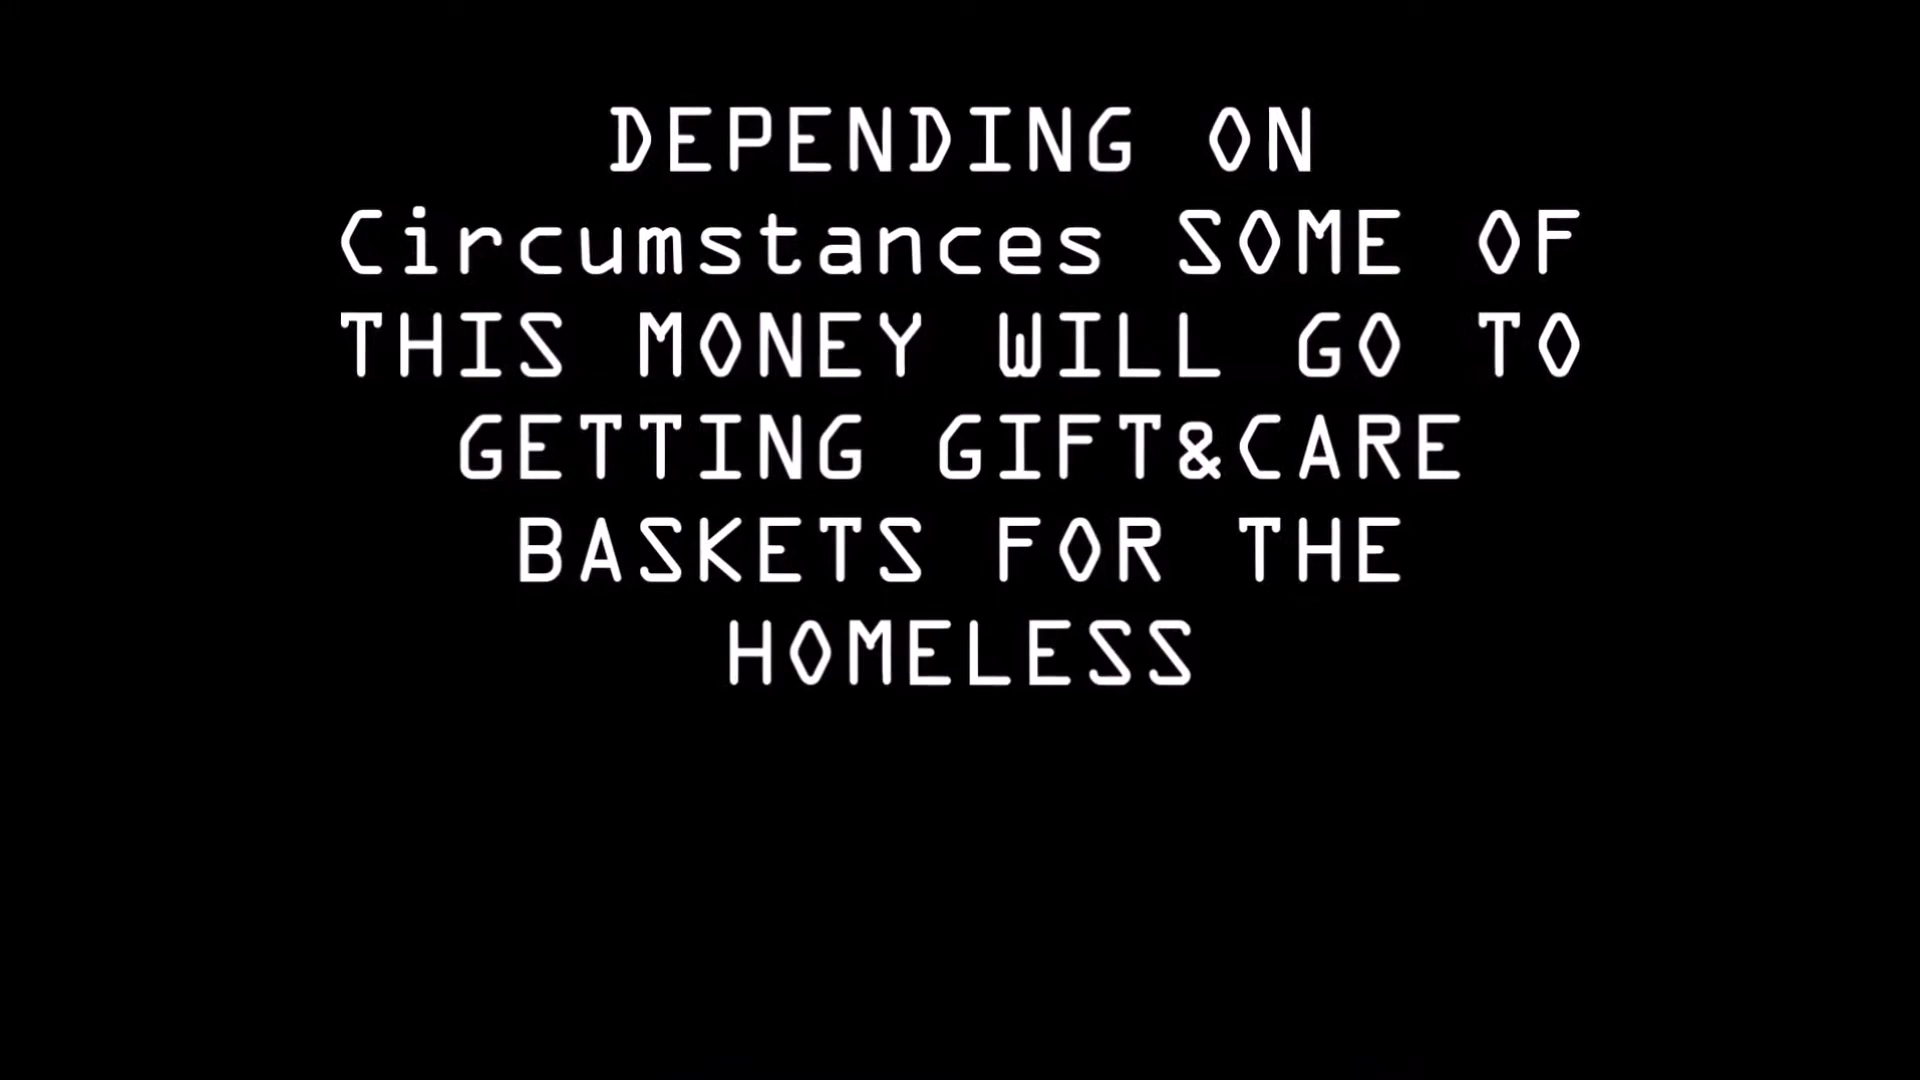 DEPENDING ON
Circumstances SOME OF
THIS MONEY WILL GO TO
GETTING GIFT&CARE
BASKETS FOR THE
HOMELESS